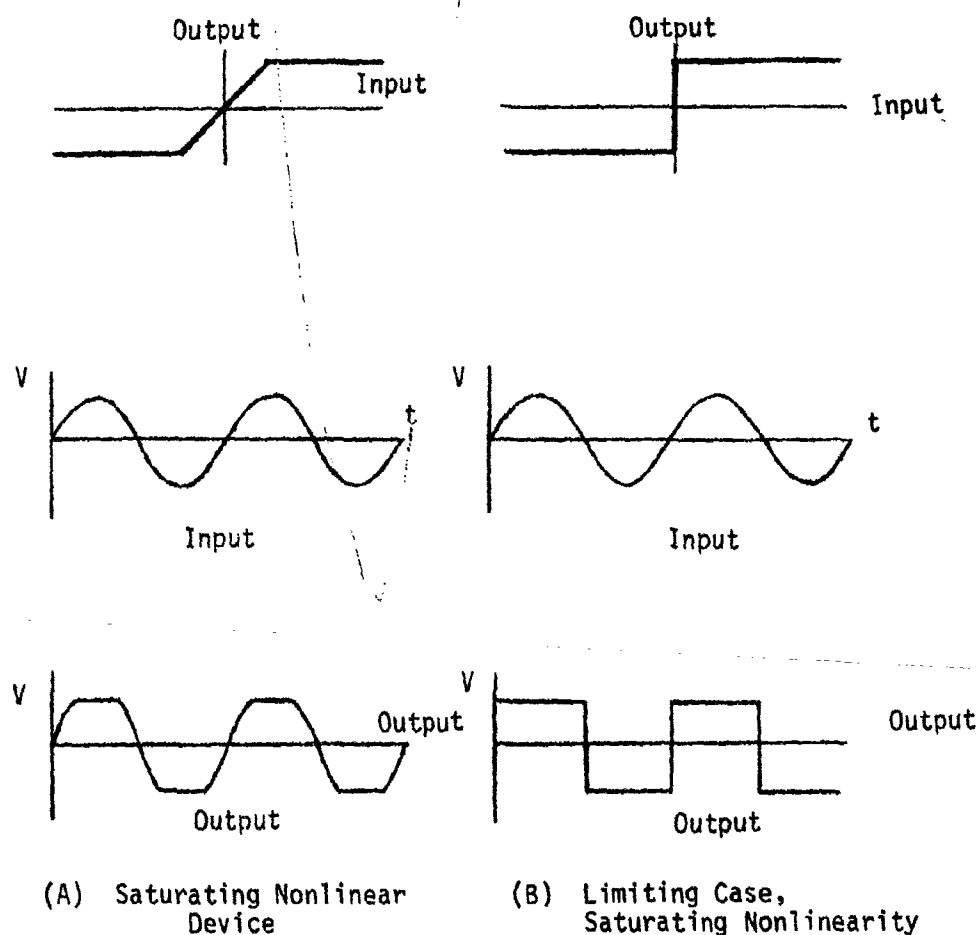 Output
Output
Input
Input
V
V
t
t
Input
Input
V
V
Output
Output
Output
Output
(A) Saturating Nonlinear
Device
(B) Limiting Case,
Saturating Nonlinearity